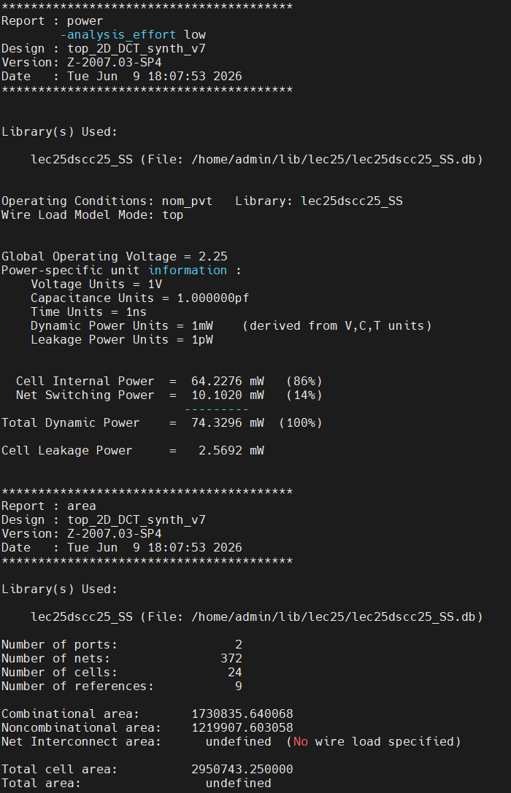 ****************************************
Report : power
        -analysis_effort low
Design : top_2D_DCT_synth_v7
Version: Z-2007.03-SP4
Date   : Tue Jun  9 18:07:53 2026
****************************************
Library(s) Used:
    lec25dscc25_SS (File: /home/admin/lib/lec25/lec25dscc25_SS.db)
Operating Conditions: nom_pvt   Library: lec25dscc25_SS
Wire Load Model Mode: top
Global Operating Voltage = 2.25
Power-specific unit information :
    Voltage Units = 1V
    Capacitance Units = 1.000000pf
    Time Units = 1ns
    Dynamic Power Units = 1mW    (derived from V,C,T units)
    Leakage Power Units = 1pW
  Cell Internal Power  =  64.2276 mW   (86%)
  Net Switching Power  =  10.1020 mW   (14%)
                         ---------
Total Dynamic Power    =  74.3296 mW  (100%)
Cell Leakage Power     =   2.5692 mW
****************************************
Report : area
Design : top_2D_DCT_synth_v7
Version: Z-2007.03-SP4
Date   : Tue Jun  9 18:07:53 2026
****************************************
Library(s) Used:
    lec25dscc25_SS (File: /home/admin/lib/lec25/lec25dscc25_SS.db)
Number of ports:                2
Number of nets:               372
Number of cells:               24
Number of references:           9
Combinational area:       1730835.640068
Noncombinational area:    1219907.603058
Net Interconnect area:      undefined  (No wire load specified)
Total cell area:          2950743.250000
Total area:                 undefined